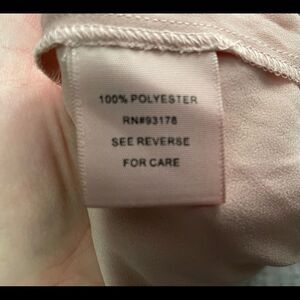 100% POLYESTER
RN#93178
SEE REVERSE
FOR CARE